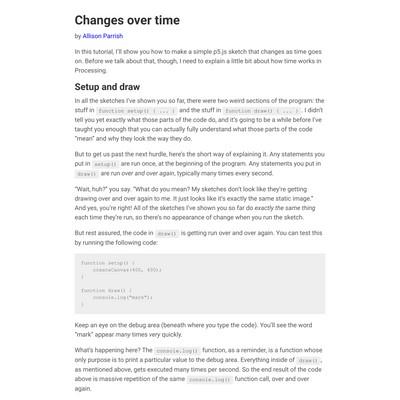 Changes over time
by Allison Parrish
In this tutorial, I'll show you how to make a simple p5.js sketch that changes as time goes
on. Before we talk about that, though, I need to explain a little bit about how time works in
Processing.
Setup and draw
In all the sketches I've shown you so far, there were two weird sections of the program: the
stuff in function setup() { ... } and the stuff in function draw() { ... } . I didn't
tell you yet exactly what those parts of the code do, and it's going to be a while before I've
taught you enough that you can actually fully understand what those parts of the code
"mean" and why they look the way they do.
But to get us past the next hurdle, here's the short way of explaining it. Any statements you
put in setup() are run once, at the beginning of the program. Any statements you put in
draw() are run over and over again, typically many times every second.
"Wait, huh?" you say. "What do you mean? My sketches don't look like they're getting
drawing over and over again to me. It just looks like it's exactly the same static image."
And yes, you're right! All of the sketches I've shown you so far do exactly the same thing
each time they're run, so there's no appearance of change when you run the sketch.
But rest assured, the code in draw() is getting run over and over again. You can test this
by running the following code:
function setup() {
createCanvas(400, 400);
}
function draw() {
console.log("mark");
}
Keep an eye on the debug area (beneath where you type the code). You'll see the word
"mark" appear many times very quickly.
What's happening here? The console.log() function, as a reminder, is a function whose
only purpose is to print a particular value to the debug area. Everything inside of draw() ,
as mentioned above, gets executed many times per second. So the end result of the code
above is massive repetition of the same console.log() function call, over and over
again.